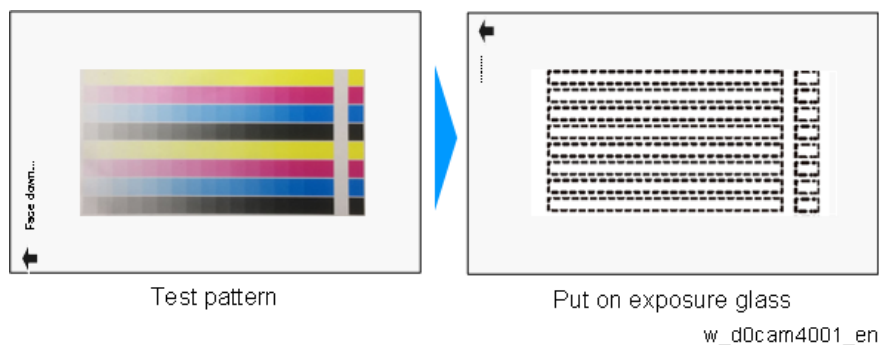 Face down...
Test pattern
Put on exposure glass
w_d0cam4001_en